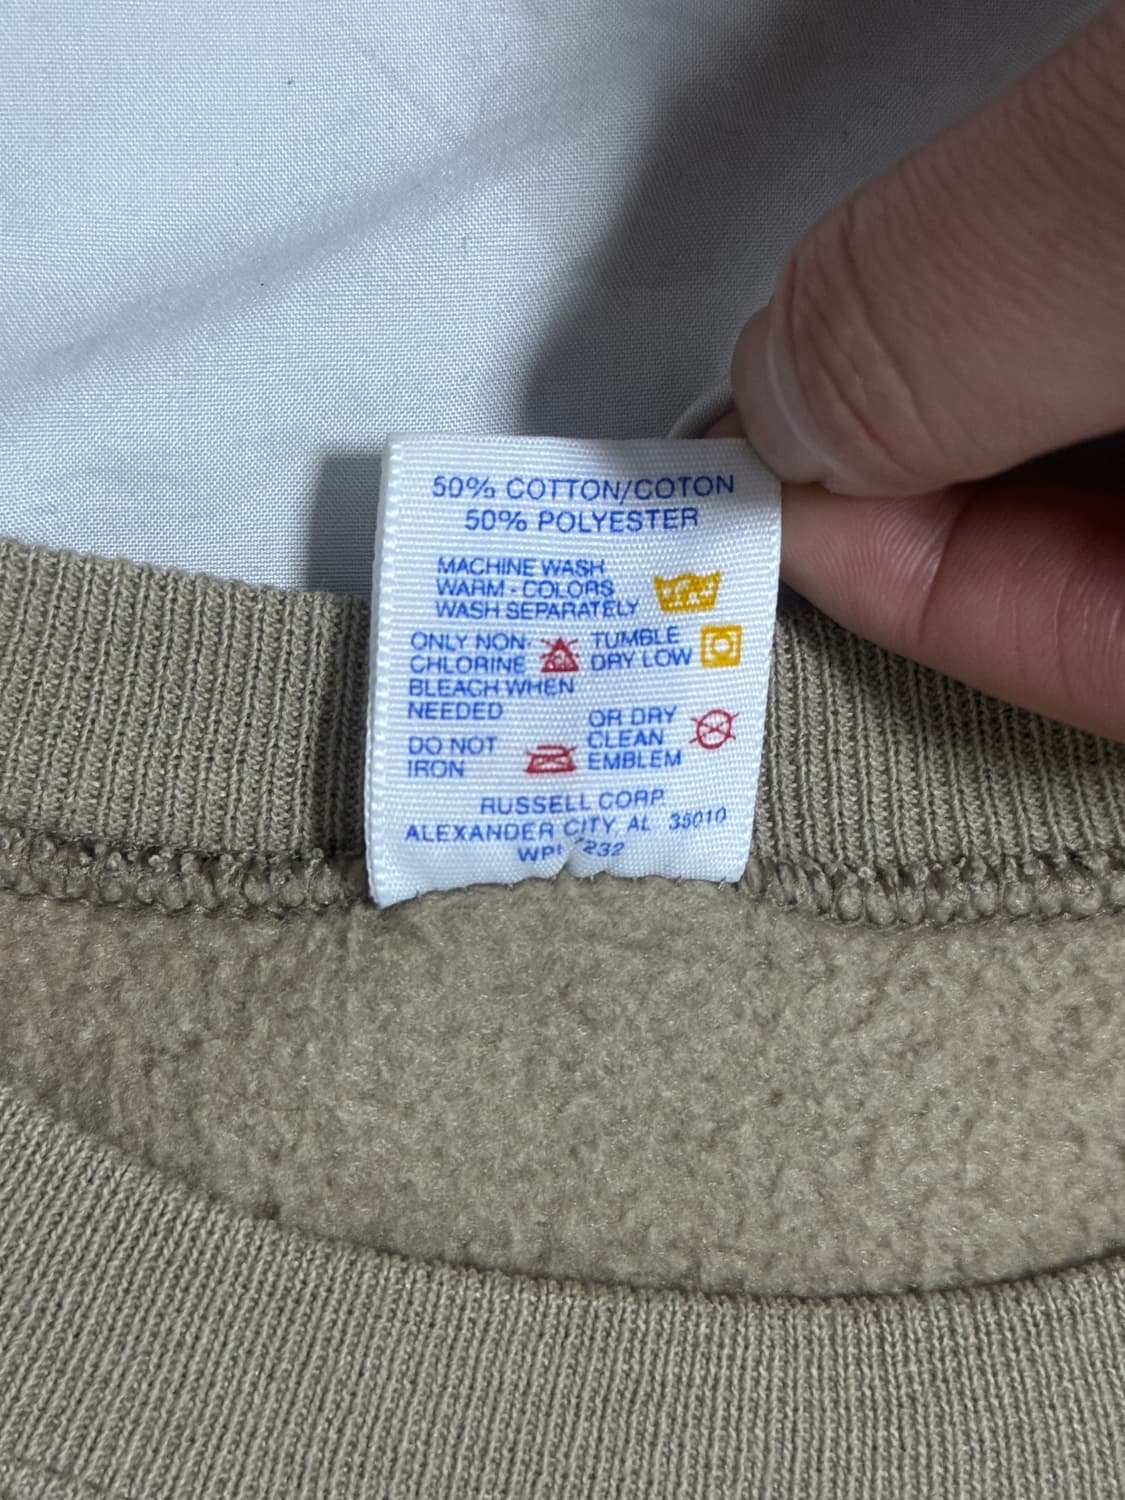 50% COTTON/COTON
50% POLYESTER
MACHINE WASH
WARM - COLORS
WASH SEPARATELY
ONLY NON-
CHLORINE
BLEACH WHEN
NEEDED
TUMBLE
DRY LOW
DO NOT
IRON
OR DRY
CLEAN
EMBLEM
RUSSELL CORP.
ALEXANDER CITY, AL 35010